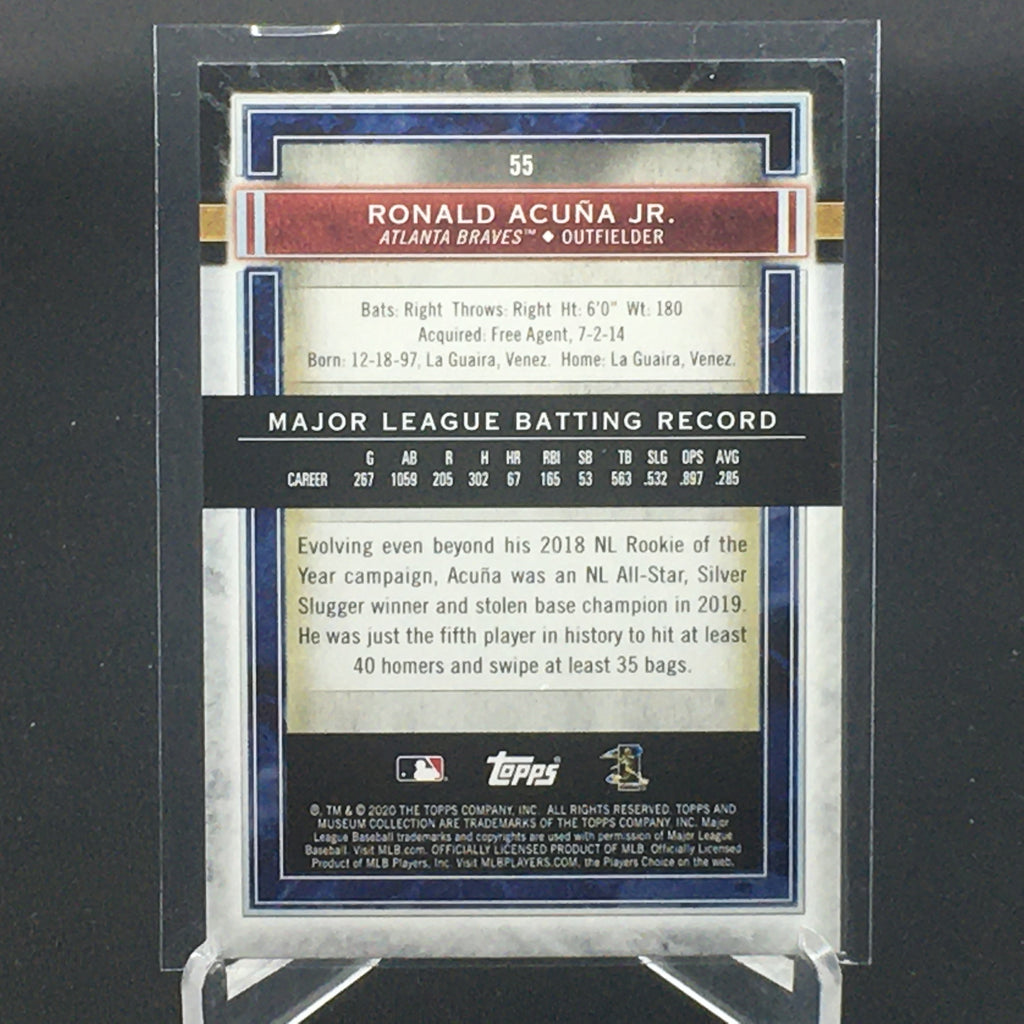 55
RONALD ACUÑA JR.
ATLANTA BRAVES™ ◆ OUTFIELDER
Bats: Right Throws: Right Ht: 6'0" Wt: 180
Acquired: Free Agent, 7-2-14
Born: 12-18-97, La Guaira, Venez. Home: La Guaira, Venez.
MAJOR LEAGUE BATTING RECORD
G AB R H HR RBI SB TB SLG OPS AVG
CAREER 267 1059 205 302 67 165 53 563 .532 .897 .285
Evolving even beyond his 2018 NL Rookie of the
Year campaign, Acuña was an NL All-Star, Silver
Slugger winner and stolen base champion in 2019.
He was just the fifth player in history to hit at least
40 homers and swipe at least 35 bags.
Topps
®, TM & © 2020 THE TOPPS COMPANY, INC. ALL RIGHTS RESERVED. TOPPS AND
MUSEUM COLLECTION ARE TRADEMARKS OF THE TOPPS COMPANY, INC. Major
League Baseball trademarks and copyrights are used with permission of Major League
Baseball. Visit MLB.com. OFFICIALLY LICENSED PRODUCT OF MLB. Officially Licensed
Product of MLB Players, Inc. Visit MLBPLAYERS.COM, the Players Choice on the web.